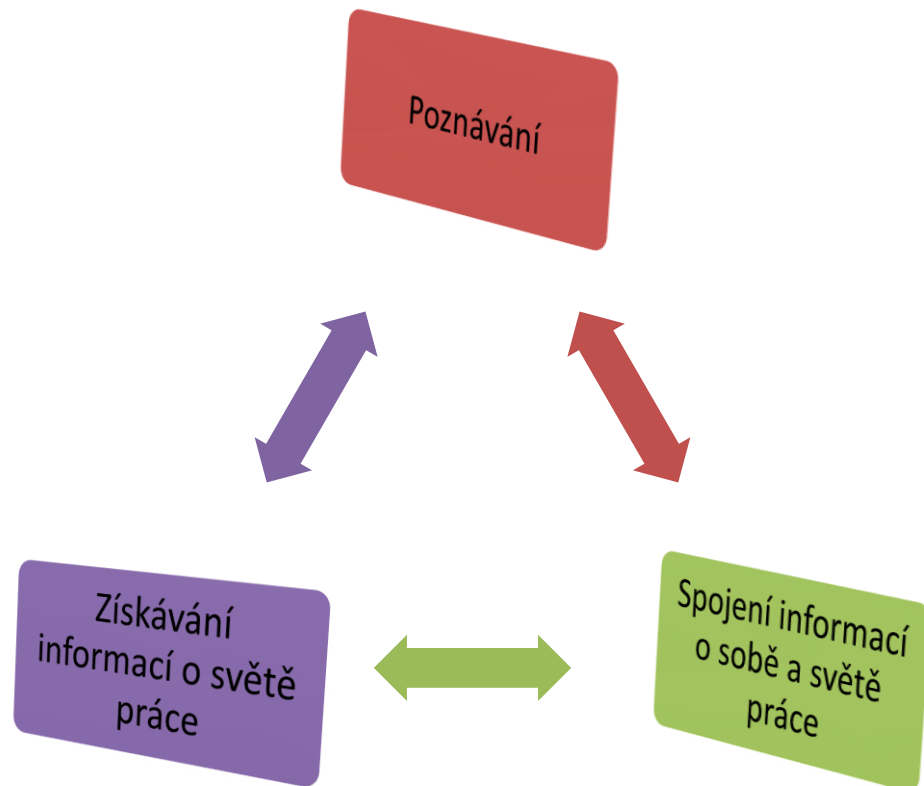 Poznávání
Získávání
informací o světě
práce
Spojení informací
o sobě a světě
práce